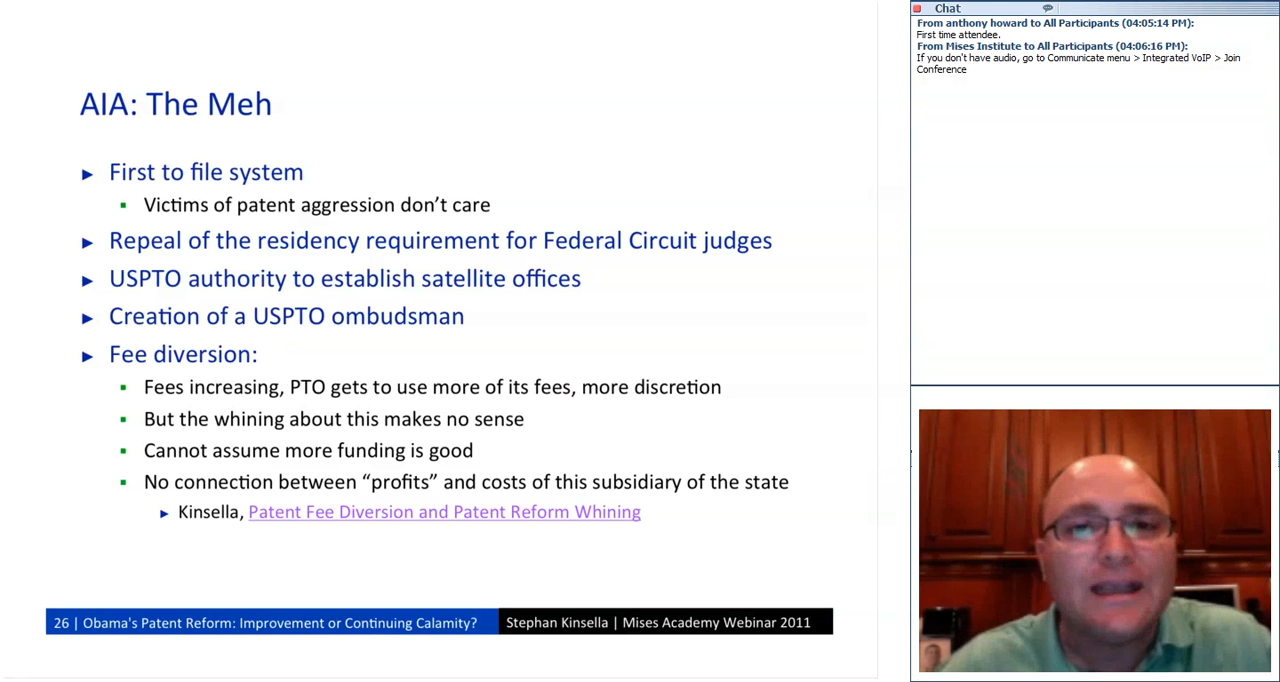 AIA: The Meh
► First to file system
▪ Victims of patent aggression don't care
► Repeal of the residency requirement for Federal Circuit judges
► USPTO authority to establish satellite offices
► Creation of a USPTO ombudsman
► Fee diversion:
▪ Fees increasing, PTO gets to use more of its fees, more discretion
▪ But the whining about this makes no sense
▪ Cannot assume more funding is good
▪ No connection between “profits” and costs of this subsidiary of the state
► Kinsella, Patent Fee Diversion and Patent Reform Whining
26 | Obama's Patent Reform: Improvement or Continuing Calamity?
Stephan Kinsella | Mises Academy Webinar 2011
Chat
From anthony howard to All Participants (04:05:14 PM):
First time attendee.
From Mises Institute to All Participants (04:06:16 PM):
If you don't have audio, go to Communicate menu > Integrated VoIP > Join
Conference